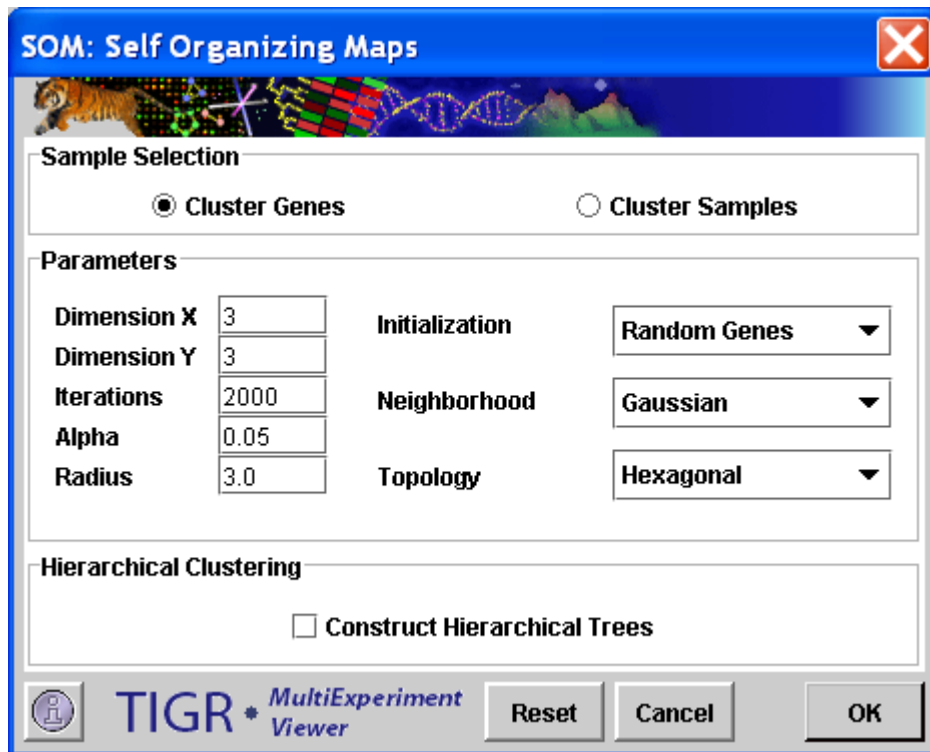 SOM: Self Organizing Maps
Sample Selection
Cluster Genes Cluster Samples
Parameters
Dimension X 3
Dimension Y 3
Iterations 2000
Alpha 0.05
Radius 3.0
Initialization Random Genes
Neighborhood Gaussian
Topology Hexagonal
Hierarchical Clustering
Construct Hierarchical Trees
TIGR • MultiExperiment
Viewer
Reset Cancel OK